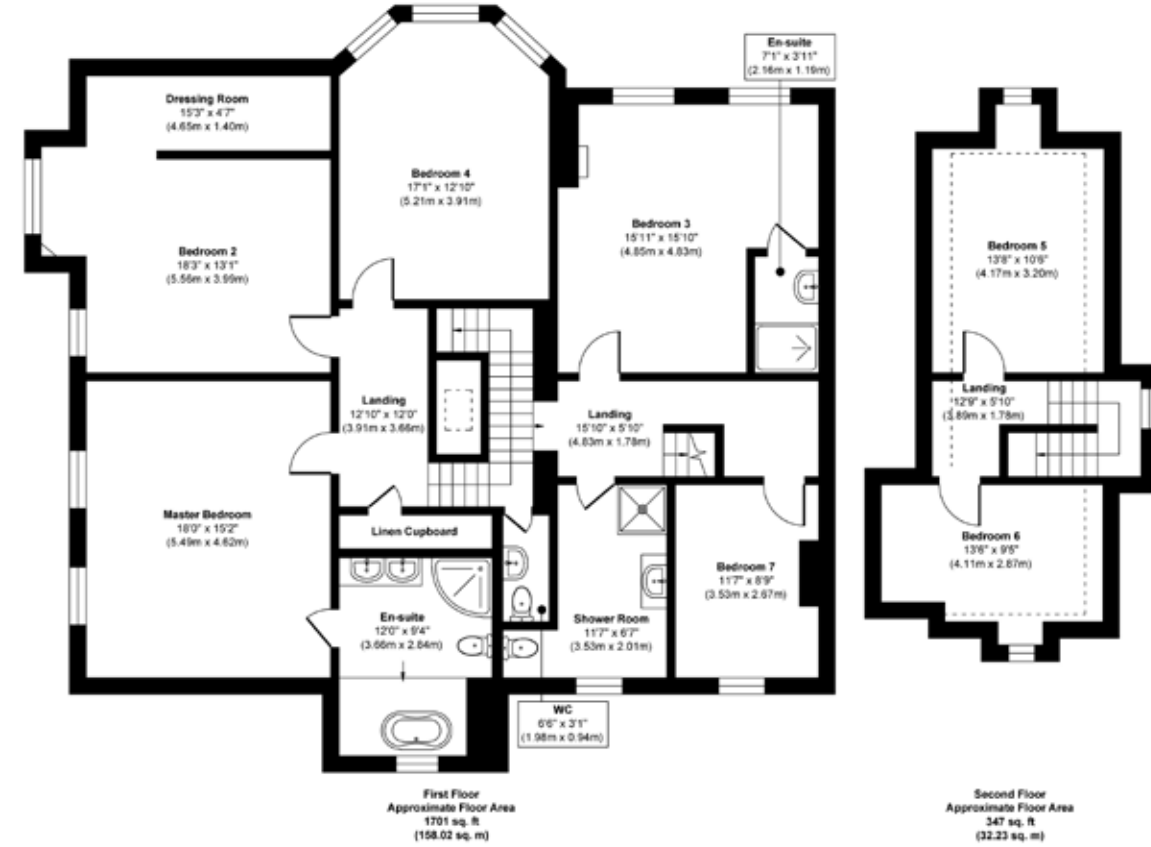 En-suite
7'1" x 3'11"
(2.16m x 1.19m)
Dressing Room
15'3" x 4'7"
(4.65m x 1.40m)
Bedroom 4
17'1" x 12'10"
(5.21m x 3.91m)
Bedroom 3
15'11" x 15'10"
(4.85m x 4.83m)
Bedroom 2
18'3" x 13'1"
(5.56m x 3.99m)
Bedroom 5
13'8" x 10'6"
(4.17m x 3.20m)
Landing
12'10" x 12'0"
(3.91m x 3.66m)
Landing
15'10" x 5'10"
(4.83m x 1.78m)
Landing
12'9" x 5'10"
(3.89m x 1.78m)
Master Bedroom
18'0" x 15'2"
(5.49m x 4.62m)
Linen Cupboard
Bedroom 6
13'6" x 9'5"
(4.11m x 2.87m)
Bedroom 7
11'7" x 8'9"
(3.53m x 2.67m)
En-suite
12'0" x 9'4"
(3.66m x 2.84m)
Shower Room
11'7" x 6'7"
(3.53m x 2.01m)
WC
6'6" x 3'1"
(1.98m x 0.94m)
First Floor
Approximate Floor Area
1701 sq. ft
(158.02 sq. m)
Second Floor
Approximate Floor Area
347 sq. ft
(32.23 sq. m)